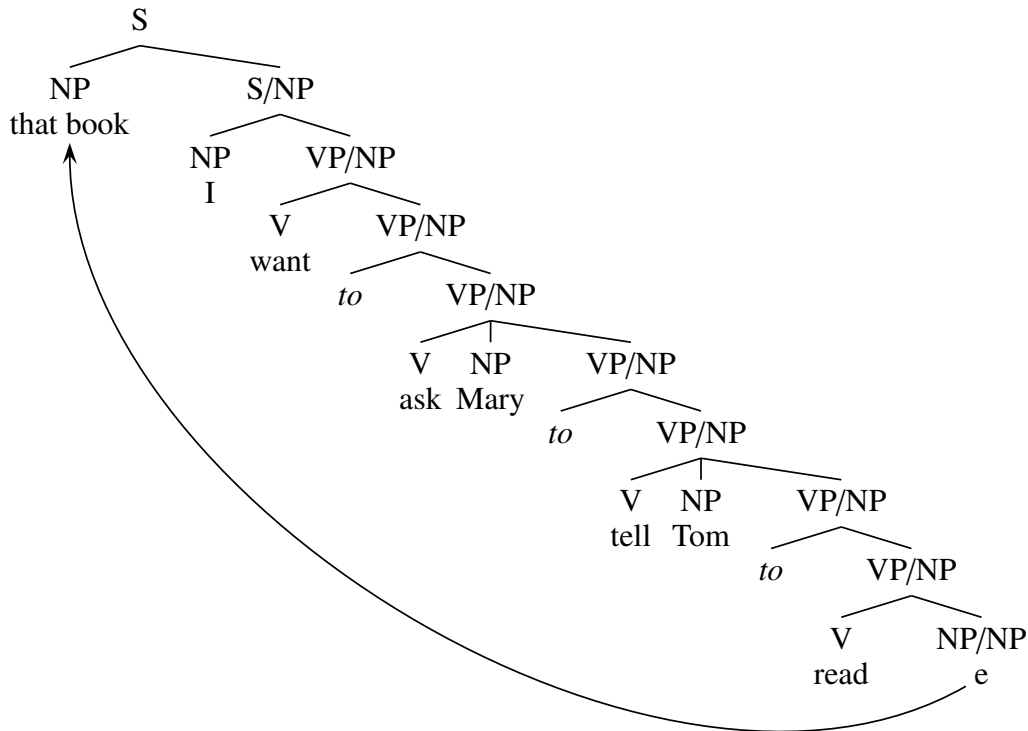 S
NP S/NP
that book
NP VP/NP
I
V VP/NP
want
to VP/NP
V NP VP/NP
ask Mary
to VP/NP
V NP VP/NP
tell Tom
to VP/NP
V NP/NP
read e